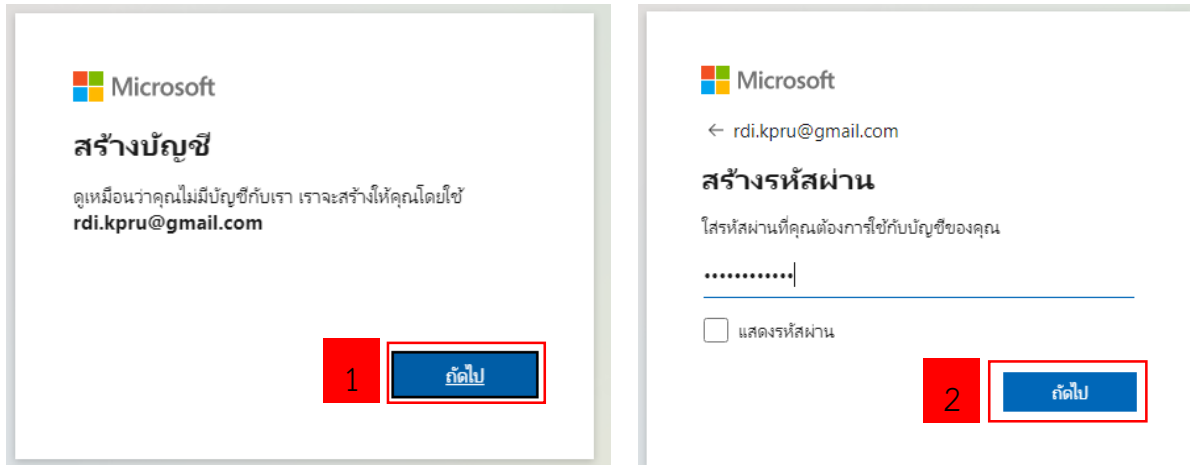 Microsoft
สร้างบัญชี
ดูเหมือนว่าคุณไม่มีบัญชีกับเรา เราจะสร้างให้คุณโดยใช้
rdi.kpru@gmail.com
1
ถัดไป
Microsoft
← rdi.kpru@gmail.com
สร้างรหัสผ่าน
ใส่รหัสผ่านที่คุณต้องการใช้กับบัญชีของคุณ
••••••••••••
แสดงรหัสผ่าน
2
ถัดไป